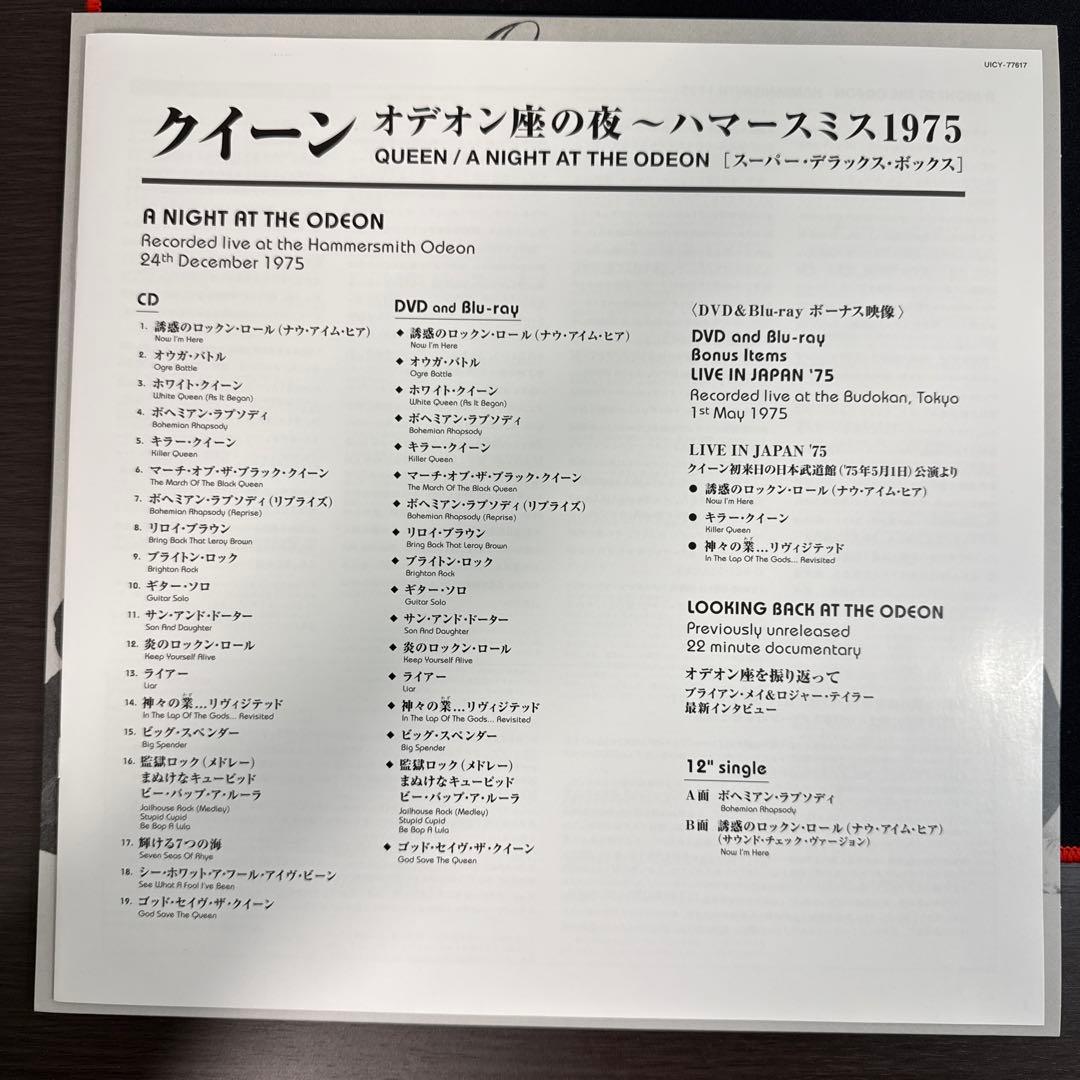 UICY-77617
クイーン オデオン座の夜～ハマースミス1975
QUEEN / A NIGHT AT THE ODEON [スーパー・デラックス・ボックス]
A NIGHT AT THE ODEON
Recorded live at the Hammersmith Odeon
24th December 1975
CD
1. 誘惑のロックン・ロール(ナウ・アイム・ヒア)
Now I'm Here
2. オウガ・バトル
Ogre Battle
3. ホワイト・クイーン
White Queen (As It Began)
4. ボヘミアン・ラプソディ
Bohemian Rhapsody
5. キラー・クイーン
Killer Queen
6. マーチ・オブ・ザ・ブラック・クイーン
The March Of The Black Queen
7. ボヘミアン・ラプソディ(リプライズ)
Bohemian Rhapsody (Reprise)
8. リロイ・ブラウン
Bring Back That Leroy Brown
9. ブライトン・ロック
Brighton Rock
10. ギター・ソロ
Guitar Solo
11. サン・アンド・ドーター
Son And Daughter
12. 炎のロックン・ロール
Keep Yourself Alive
13. ライアー
Liar
14. 神々の業…リヴィジテッド
In The Lap Of The Gods... Revisited
15. ビッグ・スペンダー
Big Spender
16. 監獄ロック(メドレー)
まぬけなキューピッド
ビー・バップ・ア・ルーラ
Jailhouse Rock (Medley)
Stupid Cupid
Be Bop A Lula
17. 輝ける7つの海
Seven Seas Of Rhye
18. シー・ホワット・ア・フール・アイヴ・ビーン
See What A Fool I've Been
19. ゴッド・セイヴ・ザ・クイーン
God Save The Queen
DVD and Blu-ray
◆ 誘惑のロックン・ロール(ナウ・アイム・ヒア)
Now I'm Here
◆ オウガ・バトル
Ogre Battle
◆ ホワイト・クイーン
White Queen (As It Began)
◆ ボヘミアン・ラプソディ
Bohemian Rhapsody
◆ キラー・クイーン
Killer Queen
◆ マーチ・オブ・ザ・ブラック・クイーン
The March Of The Black Queen
◆ ボヘミアン・ラプソディ(リプライズ)
Bohemian Rhapsody (Reprise)
◆ リロイ・ブラウン
Bring Back That Leroy Brown
◆ ブライトン・ロック
Brighton Rock
◆ ギター・ソロ
Guitar Solo
◆ サン・アンド・ドーター
Son And Daughter
◆ 炎のロックン・ロール
Keep Yourself Alive
◆ ライアー
Liar
◆ 神々の業…リヴィジテッド
In The Lap Of The Gods... Revisited
◆ ビッグ・スペンダー
Big Spender
◆ 監獄ロック(メドレー)
まぬけなキューピッド
ビー・バップ・ア・ルーラ
Jailhouse Rock (Medley)
Stupid Cupid
Be Bop A Lula
◆ ゴッド・セイヴ・ザ・クイーン
God Save The Queen
〈DVD&Blu-ray ボーナス映像〉
DVD and Blu-ray
Bonus Items
LIVE IN JAPAN '75
Recorded live at the Budokan, Tokyo
1st May 1975
LIVE IN JAPAN '75
クイーン初来日の日本武道館('75年5月1日)公演より
● 誘惑のロックン・ロール(ナウ・アイム・ヒア)
Now I'm Here
● キラー・クイーン
Killer Queen
● 神々の業…リヴィジテッド
In The Lap Of The Gods... Revisited
LOOKING BACK AT THE ODEON
Previously unreleased
22 minute documentary
オデオン座を振り返って
ブライアン・メイ&ロジャー・テイラー
最新インタビュー
12" single
A面 ボヘミアン・ラプソディ
Bohemian Rhapsody
B面 誘惑のロックン・ロール(ナウ・アイム・ヒア)
(サウンド・チェック・ヴァージョン)
Now I'm Here